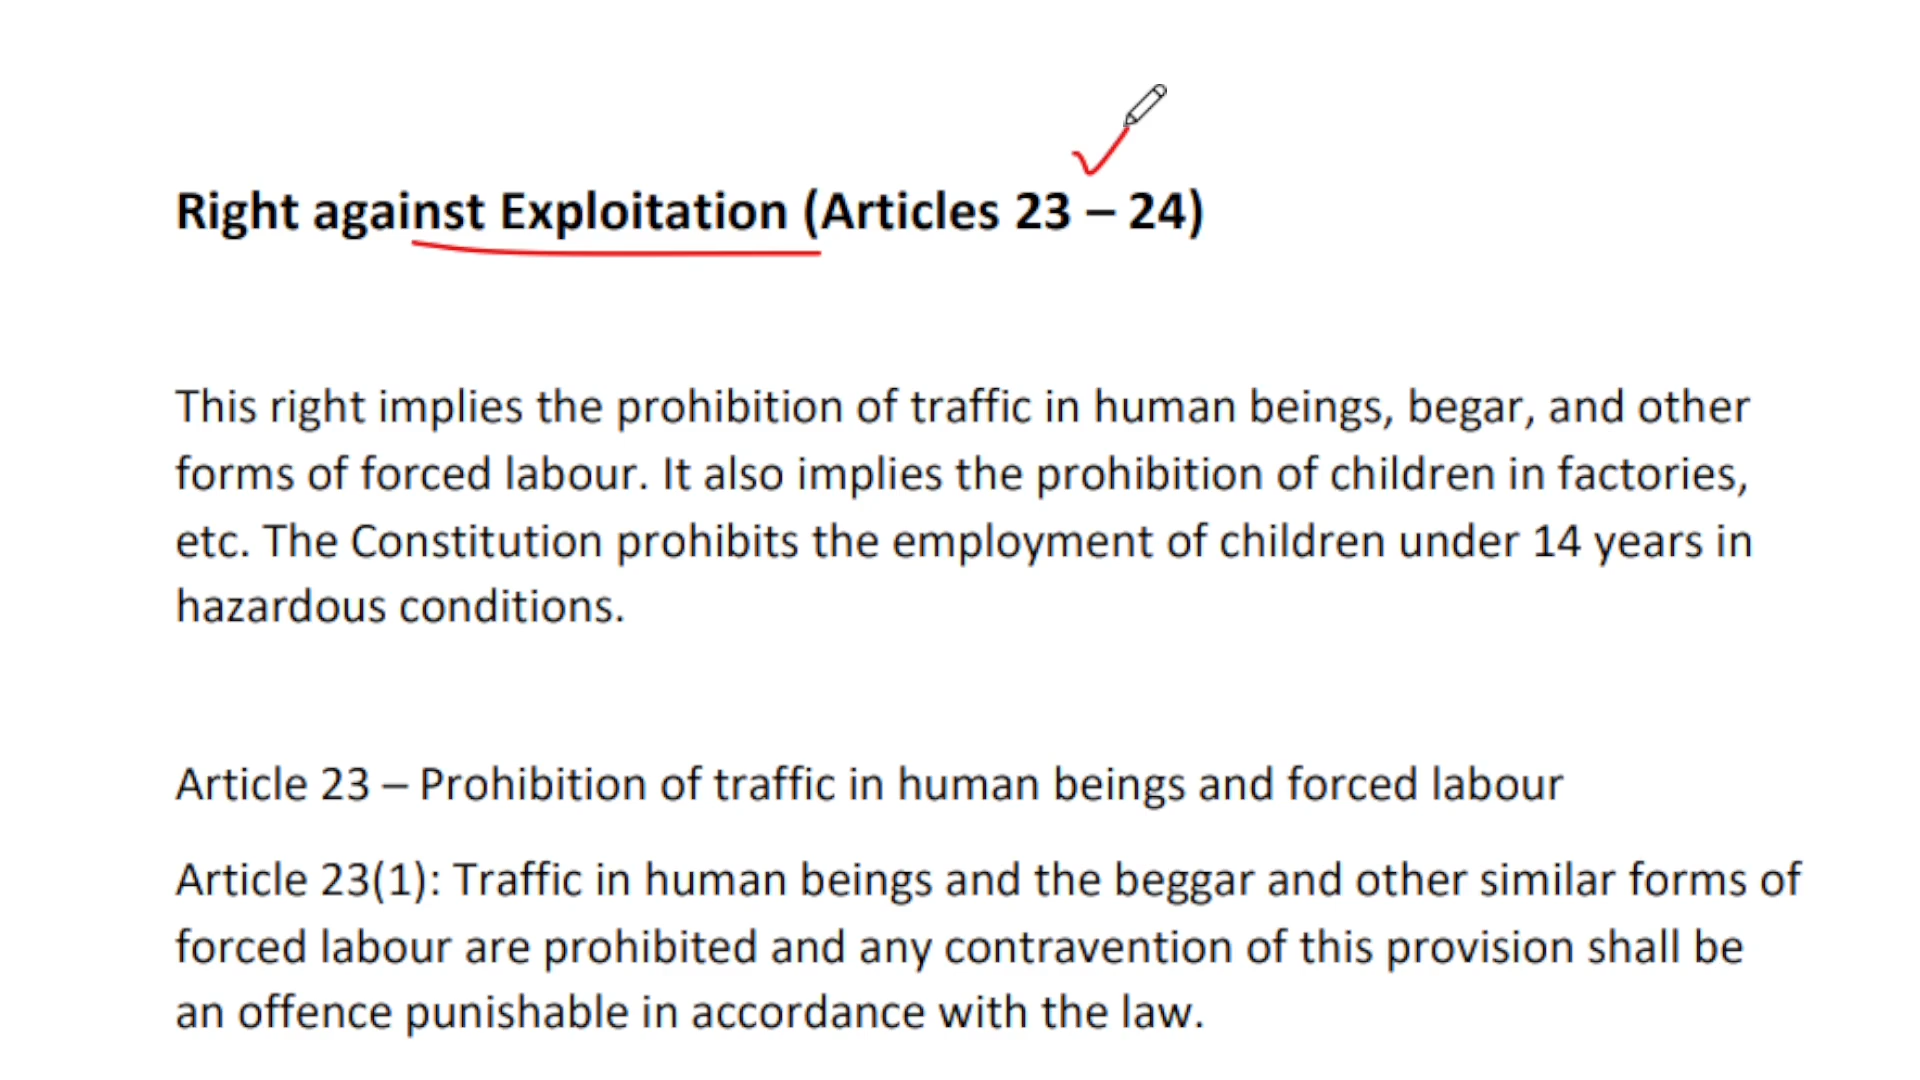 Right against Exploitation (Articles 23 – 24)
This right implies the prohibition of traffic in human beings, begar, and other
forms of forced labour. It also implies the prohibition of children in factories,
etc. The Constitution prohibits the employment of children under 14 years in
hazardous conditions.
Article 23 – Prohibition of traffic in human beings and forced labour
Article 23(1): Traffic in human beings and the beggar and other similar forms of
forced labour are prohibited and any contravention of this provision shall be
an offence punishable in accordance with the law.